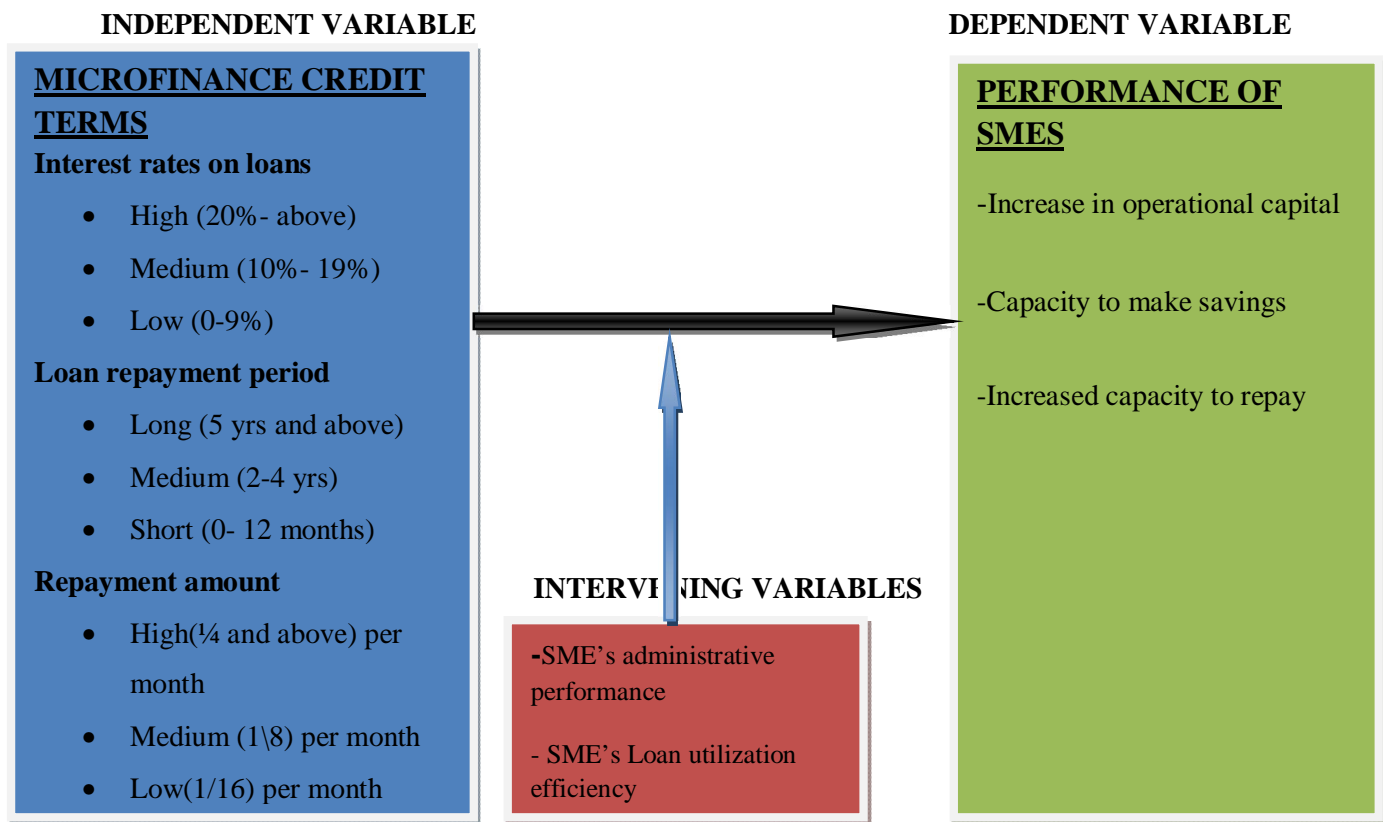 INDEPENDENT VARIABLE
MICROFINANCE CREDIT
TERMS
Interest rates on loans
• High (20%- above)
• Medium (10%- 19%)
• Low (0-9%)
Loan repayment period
• Long (5 yrs and above)
• Medium (2-4 yrs)
• Short (0- 12 months)
Repayment amount
• High(¼ and above) per
month
• Medium (1\8) per month
• Low(1/16) per month
INTERVENING VARIABLES
-SME’s administrative
performance
- SME’s Loan utilization
efficiency
DEPENDENT VARIABLE
PERFORMANCE OF
SMES
-Increase in operational capital
-Capacity to make savings
-Increased capacity to repay